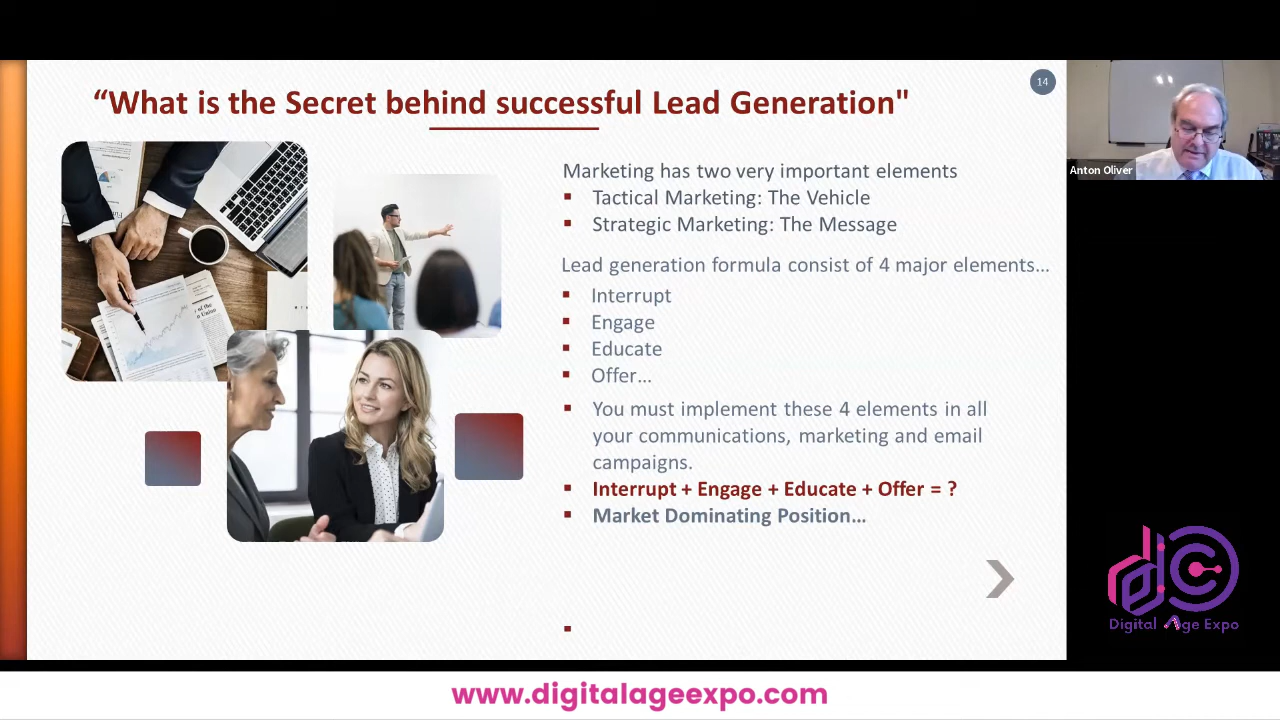 14
“What is the Secret behind successful Lead Generation"
Marketing has two very important elements
Tactical Marketing: The Vehicle
Strategic Marketing: The Message
Lead generation formula consist of 4 major elements…
Interrupt
Engage
Educate
Offer…
You must implement these 4 elements in all
your communications, marketing and email
campaigns.
Interrupt + Engage + Educate + Offer = ?
Market Dominating Position…
Anton Oliver
Digital Age Expo
www.digitalageexpo.com